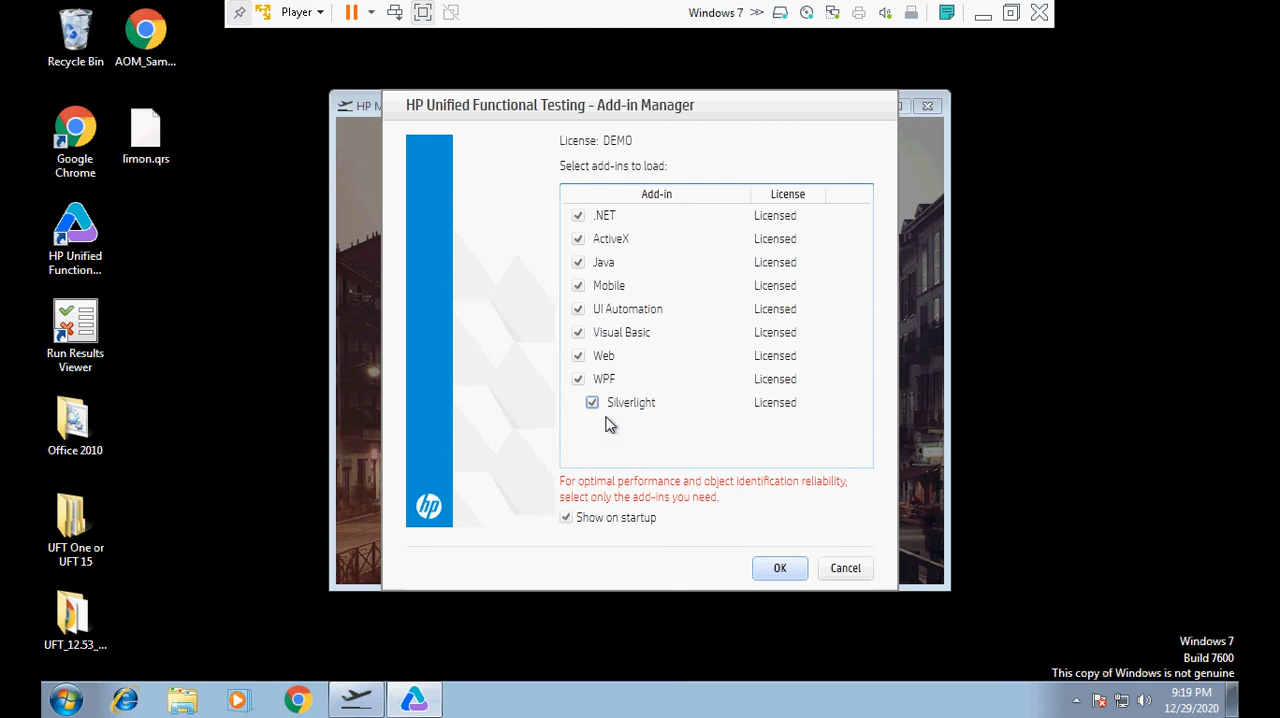 Player
Windows 7
Recycle Bin
AOM_Sam...
Google
Chrome
limon.qrs
HP Unified
Function...
Run Results
Viewer
Office 2010
UFT One or
UFT 15
UFT_12.53_...
HP M
HP Unified Functional Testing - Add-in Manager
License: DEMO
Select add-ins to load:
Add-in License
.NET Licensed
ActiveX Licensed
Java Licensed
Mobile Licensed
UI Automation Licensed
Visual Basic Licensed
Web Licensed
WPF Licensed
Silverlight Licensed
For optimal performance and object identification reliability,
select only the add-ins you need.
Show on startup
hp
OK Cancel
Windows 7
Build 7600
This copy of Windows is not genuine
9:19 PM
12/29/2020